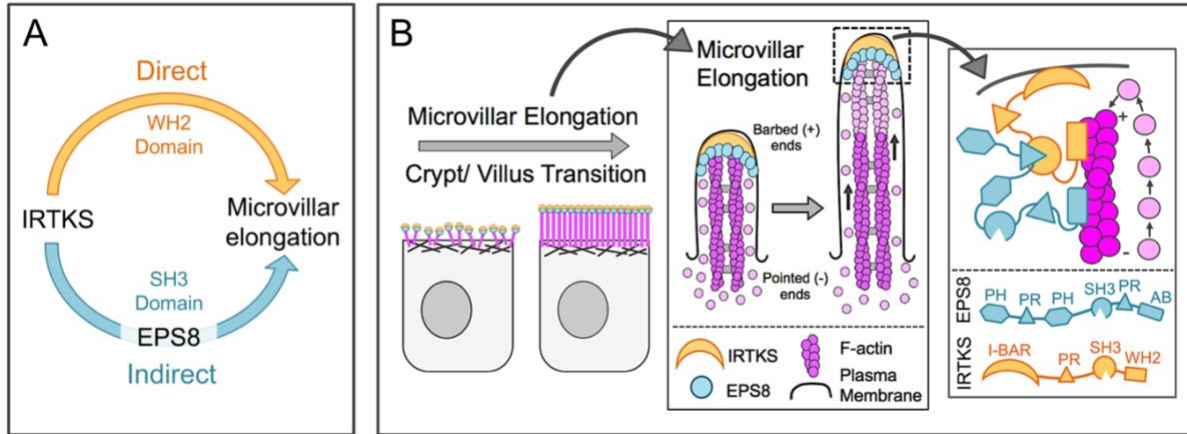 A
Direct
WH2
Domain
IRTKS
Microvillar
elongation
SH3
Domain
EPS8
Indirect
B
Microvillar Elongation
Crypt/ Villus Transition
Microvillar
Elongation
Barbed (+)
ends
Pointed (-)
ends
IRTKS
EPS8
F-actin
Plasma
Membrane
+
-
EPS8
PH PR PH SH3 PR AB
IRTKS
I-BAR PR SH3 WH2